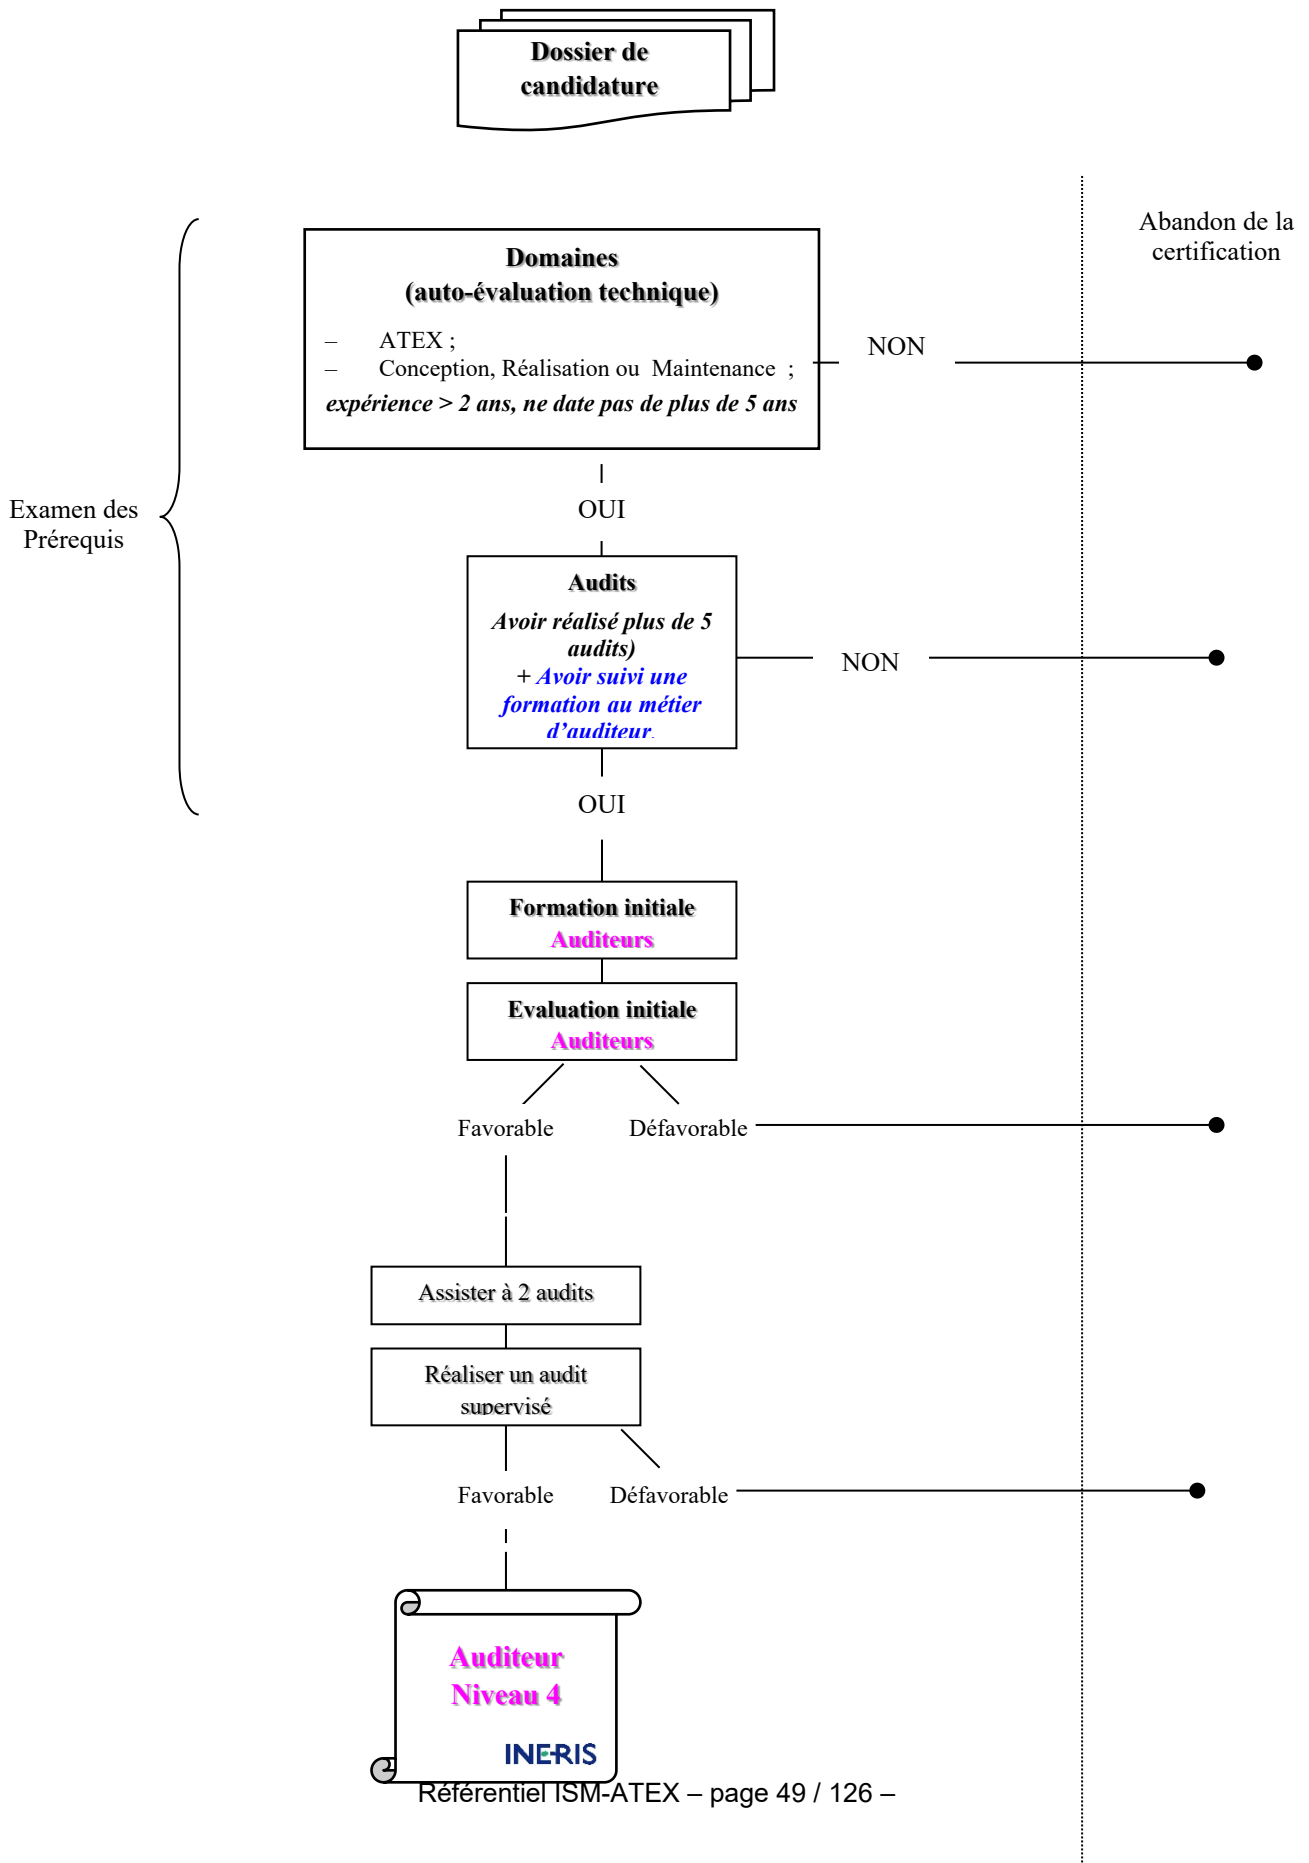 Dossier de
candidature
Abandon de la
certification
Domaines
(auto-évaluation technique)
– ATEX ;
– Conception, Réalisation ou Maintenance ;
expérience > 2 ans, ne date pas de plus de 5 ans
NON
Examen des
Prérequis
OUI
Audits
Avoir réalisé plus de 5
audits)
+ Avoir suivi une
formation au métier
d’auditeur.
NON
OUI
Formation initiale
Auditeurs
Evaluation initiale
Auditeurs
Favorable
Défavorable
Assister à 2 audits
Réaliser un audit
supervisé
Favorable
Défavorable
Auditeur
Niveau 4
INERIS
Référentiel ISM-ATEX – page 49 / 126 –